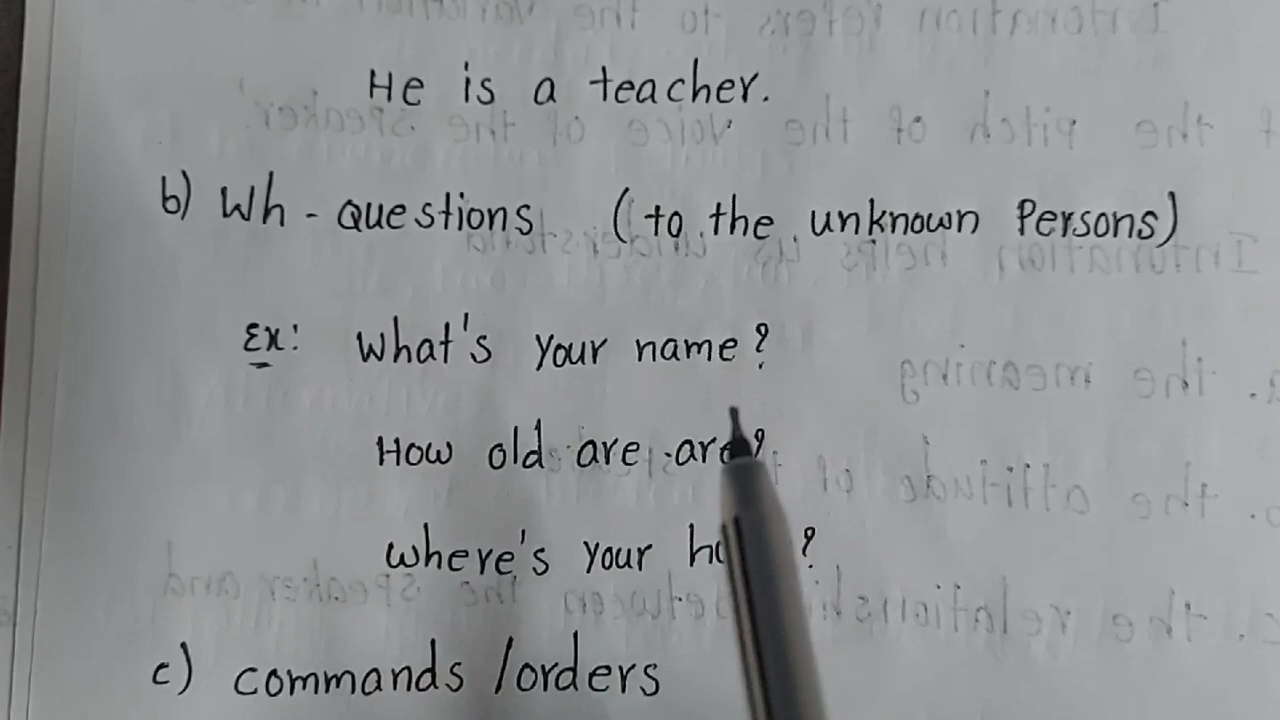 He is a teacher.
b) Wh - questions (to the unknown Persons)
Ex: What's your name?
How old are are?
where's your ?
c) commands /orders